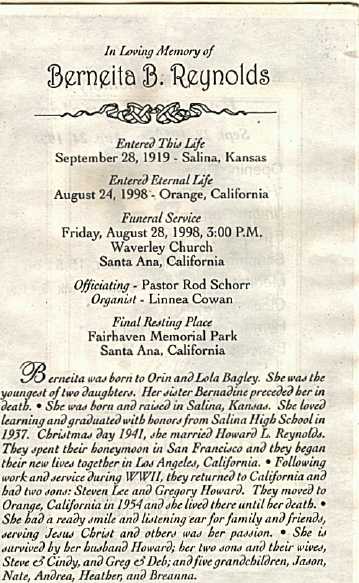 In Loving Memory of
Berneita B. Reynolds
Entered This Life
September 28, 1919 - Salina, Kansas
Entered Eternal Life
August 24, 1998 - Orange, California
Funeral Service
Friday, August 28, 1998, 3:00 P.M.
Waverley Church
Santa Ana, California
Officiating - Pastor Rod Schorr
Organist - Linnea Cowan
Final Resting Place
Fairhaven Memorial Park
Santa Ana, California
Berneita was born to Orin and Lola Bagley. She was the
youngest of two daughters. Her sister Bernadine preceded her in
death. • She was born and raised in Salina, Kansas. She loved
learning and graduated with honors from Salina High School in
1937. Christmas Day 1941, she married Howard L. Reynolds.
They spent their honeymoon in San Francisco and they began
their new lives together in Los Angeles, California. • Following
work and service during WWII, they returned to California and
had two sons: Steven Lee and Gregory Howard. They moved to
Orange, California in 1954 and she lived there until her death. •
She had a ready smile and listening ear for family and friends,
serving Jesus Christ and others was her passion. • She is
survived by her husband Howard; her two sons and their wives,
Steve & Cindy, and Greg & Deb; and five grandchildren, Jason,
Nate, Andrea, Heather, and Breanna.